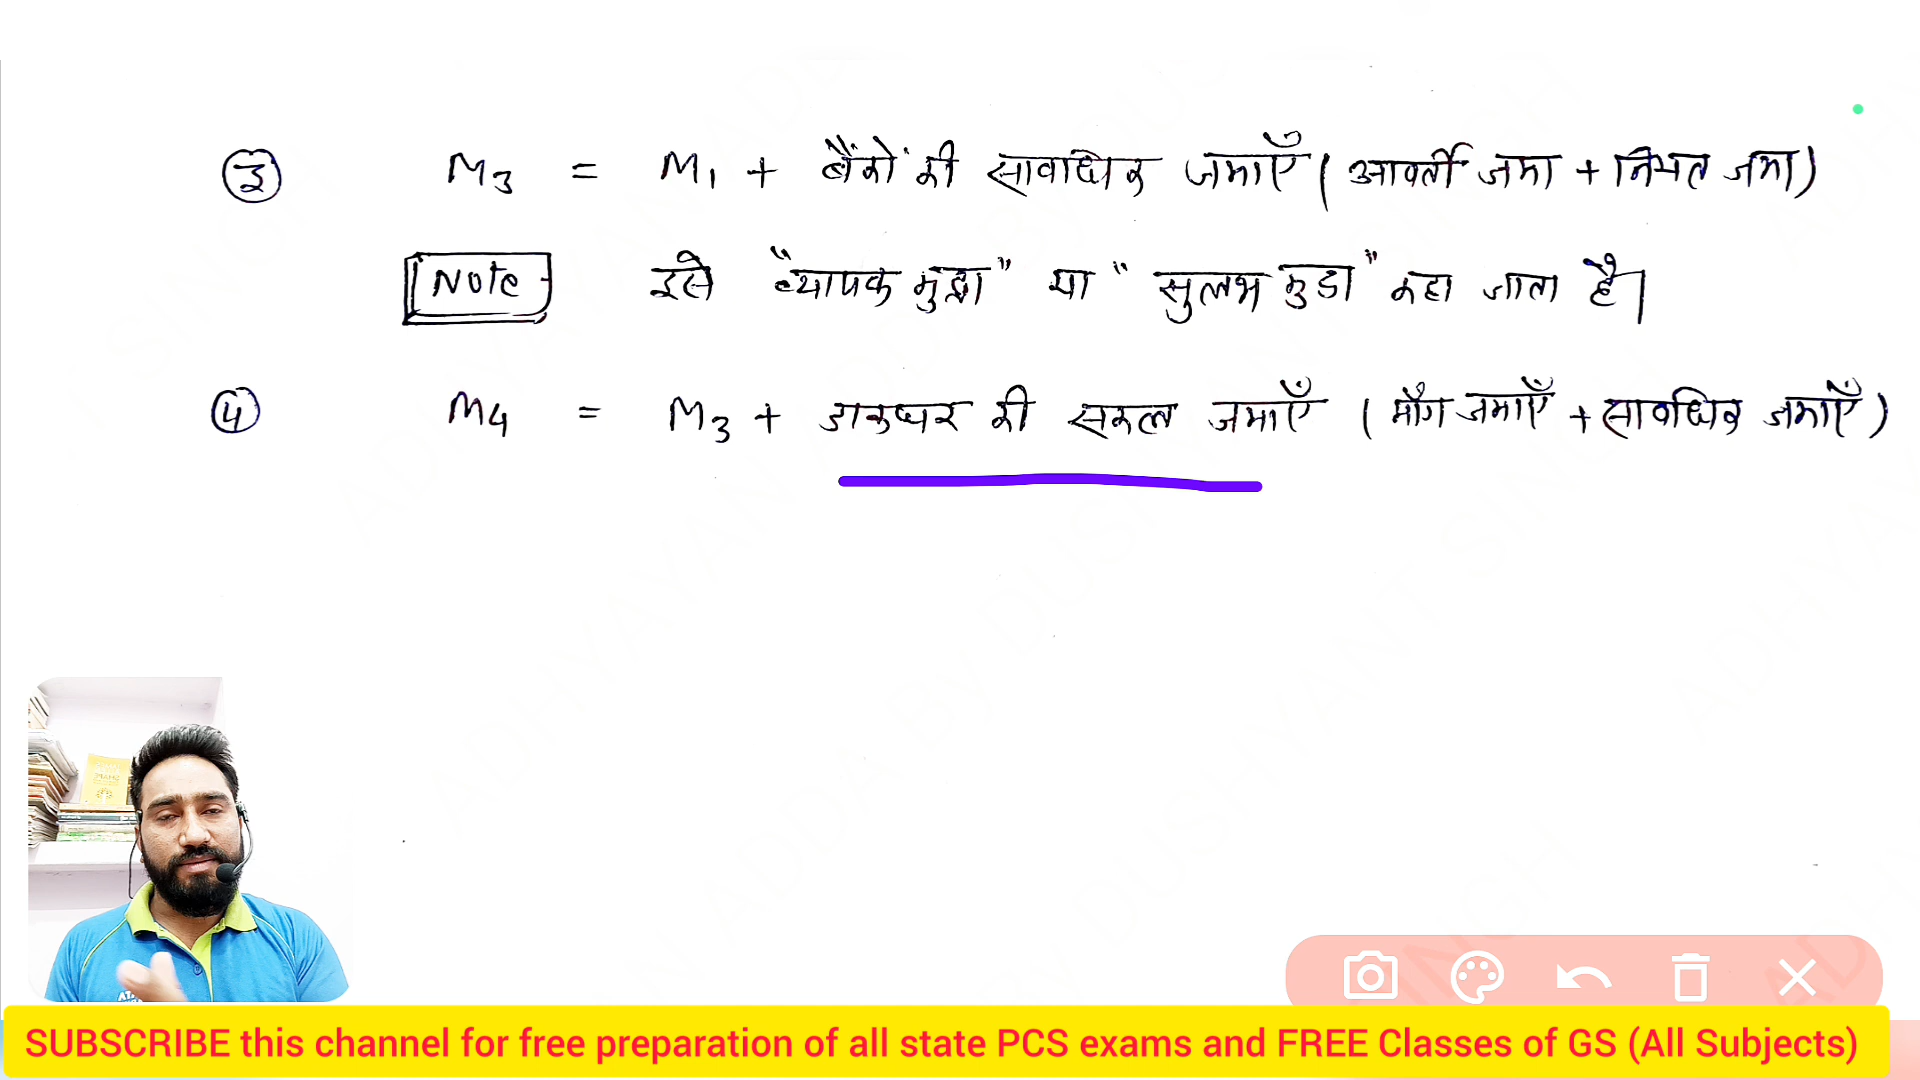 ③ M3 = M1 + बैंकों की सावधिक जमाएँ ( आवर्ती जमा + नियत जमा )
Note इसे "व्यापक मुद्रा" या "सुलभ मुद्रा" कहा जाता है।
④ M4 = M3 + डाकघर की सकल जमाएँ ( माँग जमाएँ + सावधिक जमाएँ )
SUBSCRIBE this channel for free preparation of all state PCS exams and FREE Classes of GS (All Subjects)